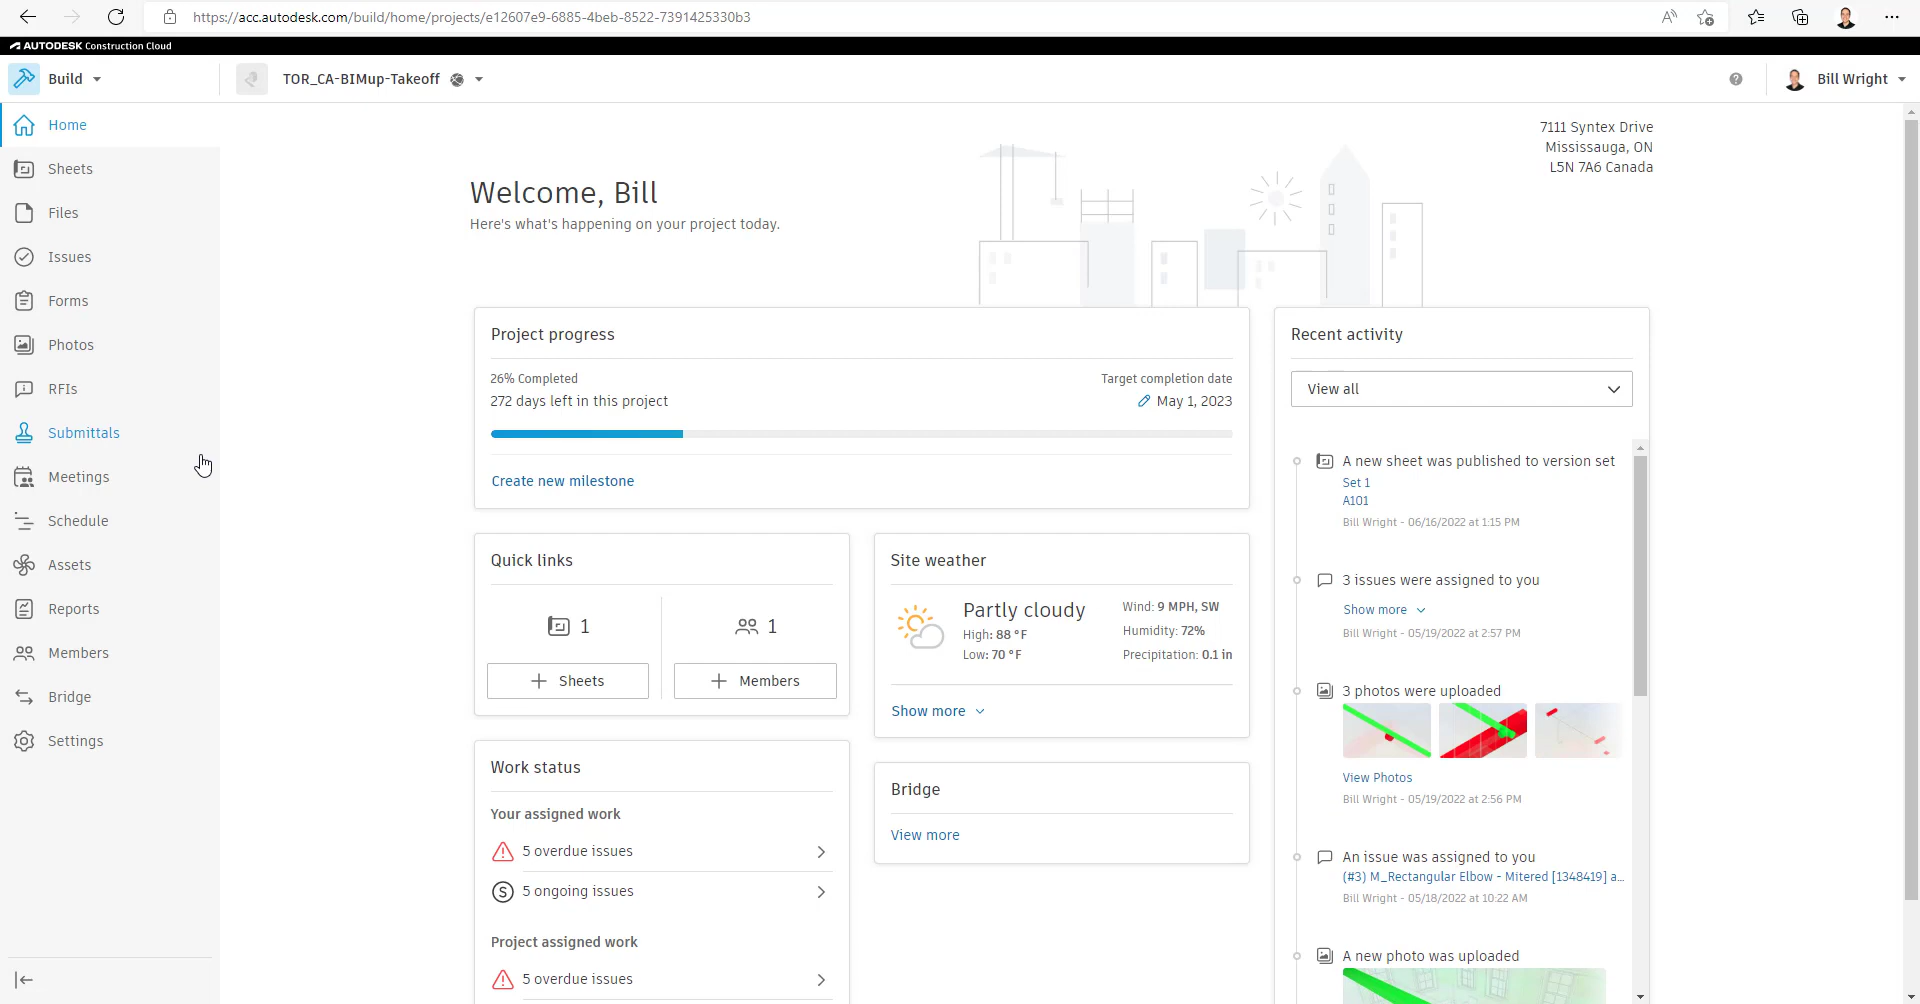 https://acc.autodesk.com/build/home/projects/e12607e9-6885-4beb-8522-7391425330b3
AUTODESK Construction Cloud
Build
TOR_CA-BIMup-Takeoff
Bill Wright
Home
Sheets
Files
Issues
Forms
Photos
RFIs
Submittals
Meetings
Schedule
Assets
Reports
Members
Bridge
Settings
7111 Syntex Drive
Mississauga, ON
L5N 7A6 Canada
Welcome, Bill
Here's what's happening on your project today.
Project progress
26% Completed
272 days left in this project
Target completion date
May 1, 2023
Create new milestone
Quick links
1
1
Sheets
Members
Site weather
Partly cloudy
High: 88 °F
Low: 70 °F
Wind: 9 MPH, SW
Humidity: 72%
Precipitation: 0.1 in
Show more
Work status
Your assigned work
5 overdue issues
5 ongoing issues
Project assigned work
5 overdue issues
Bridge
View more
Recent activity
View all
A new sheet was published to version set
Set 1
A101
Bill Wright - 06/16/2022 at 1:15 PM
3 issues were assigned to you
Show more
Bill Wright - 05/19/2022 at 2:57 PM
3 photos were uploaded
View Photos
Bill Wright - 05/19/2022 at 2:56 PM
An issue was assigned to you
(#3) M_Rectangular Elbow - Mitered [1348419] a...
Bill Wright - 05/18/2022 at 10:22 AM
A new photo was uploaded